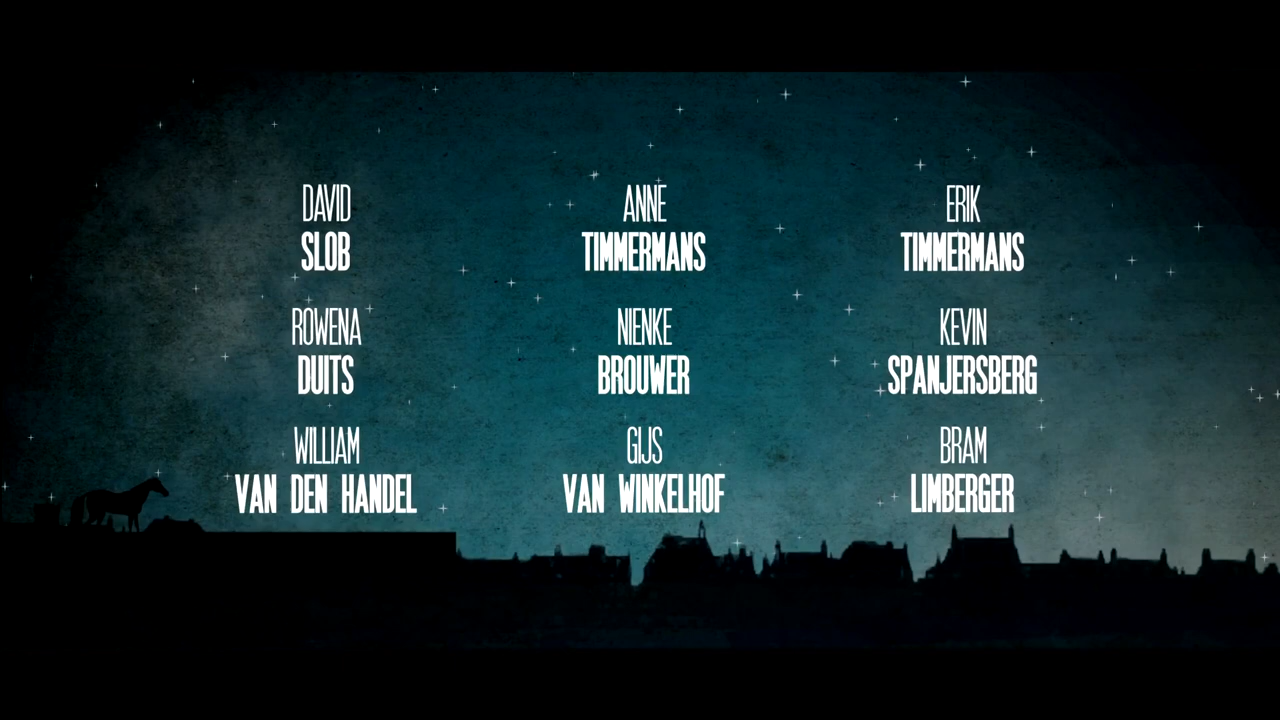 DAVID
SLOB
ANNE
TIMMERMANS
ERIK
TIMMERMANS
ROWENA
DUITS
NIENKE
BROUWER
KEVIN
SPANJERSBERG
WILLIAM
VAN DEN HANDEL
GIJS
VAN WINKELHOF
BRAM
LIMBERGER